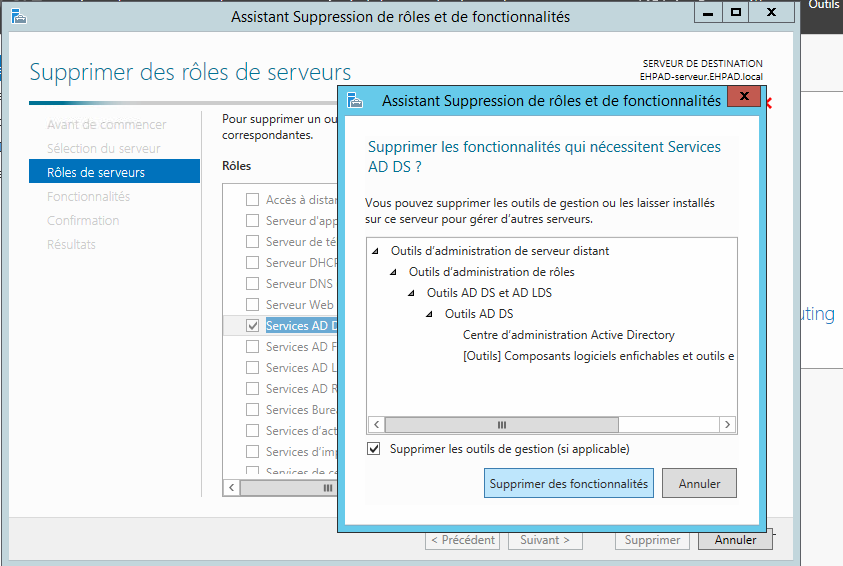 Outils
Assistant Suppression de rôles et de fonctionnalités
Supprimer des rôles de serveurs
SERVEUR DE DESTINATION
EHPAD-serveur.EHPAD.local
Avant de commencer
Sélection du serveur
Rôles de serveurs
Fonctionnalités
Confirmation
Résultats
Pour supprimer un ou
correspondantes.
Rôles
Accès à distan
Serveur d'app
Serveur de té
Serveur DHC
Serveur DNS
Serveur Web
Services AD D
Services AD F
Services AD L
Services AD R
Services Burea
Services d'act
Services d'im
Services de ce
Assistant Suppression de rôles et de fonctionnalités
Supprimer les fonctionnalités qui nécessitent Services
AD DS ?
Vous pouvez supprimer les outils de gestion ou les laisser installés
sur ce serveur pour gérer d'autres serveurs.
Outils d'administration de serveur distant
Outils d'administration de rôles
Outils AD DS et AD LDS
Outils AD DS
Centre d'administration Active Directory
[Outils] Composants logiciels enfichables et outils e
Supprimer les outils de gestion (si applicable)
Supprimer des fonctionnalités
Annuler
uting
< Précédent
Suivant >
Supprimer
Annuler